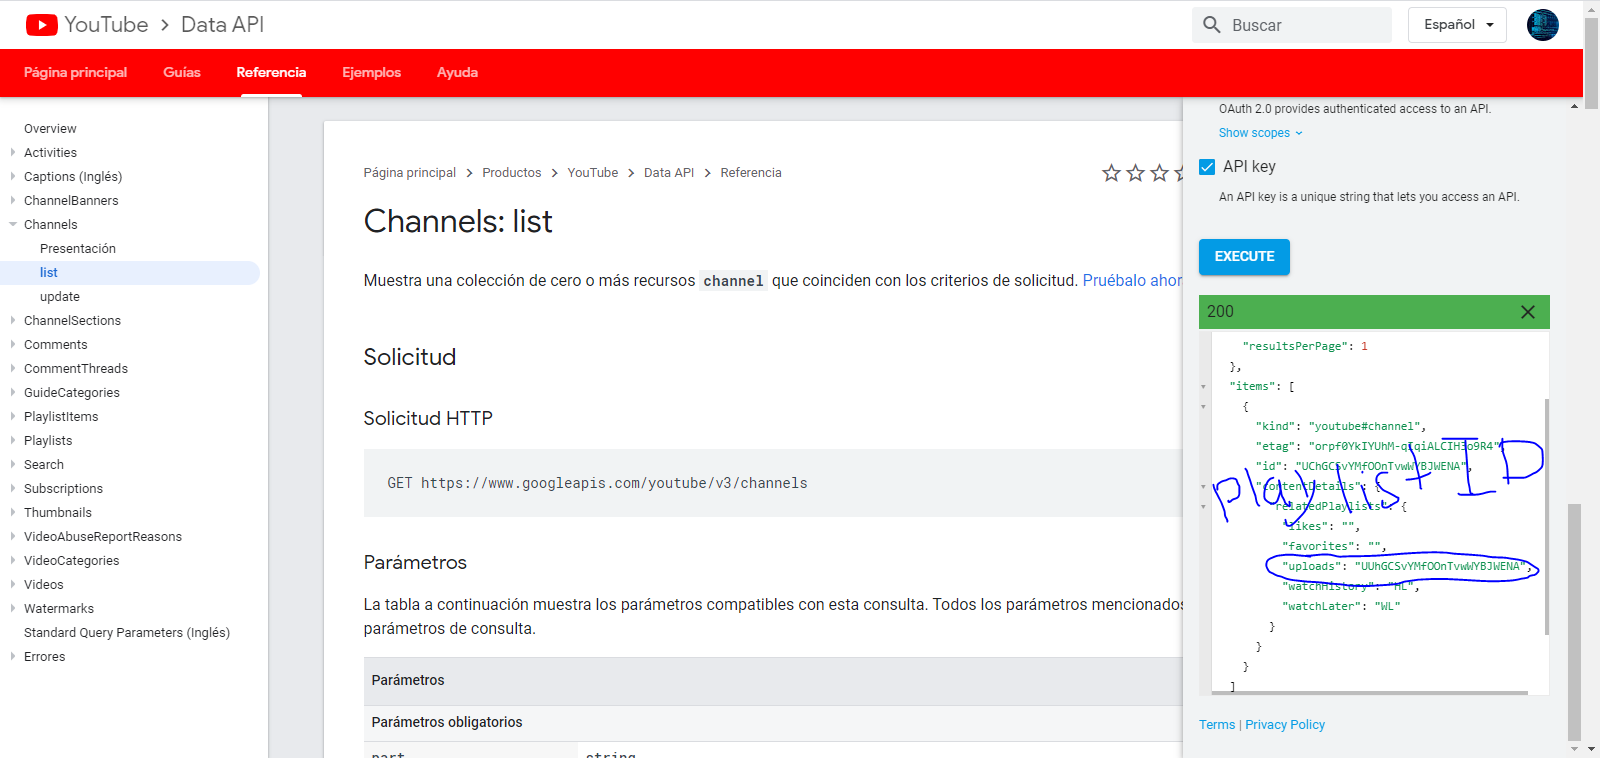 YouTube > Data API
Buscar
Español
Página principal
Guías
Referencia
Ejemplos
Ayuda
Overview
Activities
Captions (Inglés)
ChannelBanners
Channels
Presentación
list
update
ChannelSections
Comments
CommentThreads
GuideCategories
PlaylistItems
Playlists
Search
Subscriptions
Thumbnails
VideoAbuseReportReasons
VideoCategories
Videos
Watermarks
Standard Query Parameters (Inglés)
Errores
Página principal > Productos > YouTube > Data API > Referencia
Channels: list
Muestra una colección de cero o más recursos channel que coinciden con los criterios de solicitud. Pruébalo ahor
Solicitud
Solicitud HTTP
GET https://www.googleapis.com/youtube/v3/channels
Parámetros
La tabla a continuación muestra los parámetros compatibles con esta consulta. Todos los parámetros mencionados
parámetros de consulta.
Parámetros
Parámetros obligatorios
part string
OAuth 2.0 provides authenticated access to an API.
Show scopes
API key
An API key is a unique string that lets you access an API.
EXECUTE
200
"resultsPerPage": 1
},
"items": [
{
"kind": "youtube#channel",
"etag":
"id": "UChGCSvYMfOOnTvwWYBJWENA",
"contentDetails": {
"relatedPlaylists": {
"likes": "",
"favorites": "",
"uploads": "UUhGCSvYMfOOnTvwWYBJWENA",
"watchHistory": "HL",
"watchLater": "WL"
}
}
}
]
playlist ID
Terms | Privacy Policy